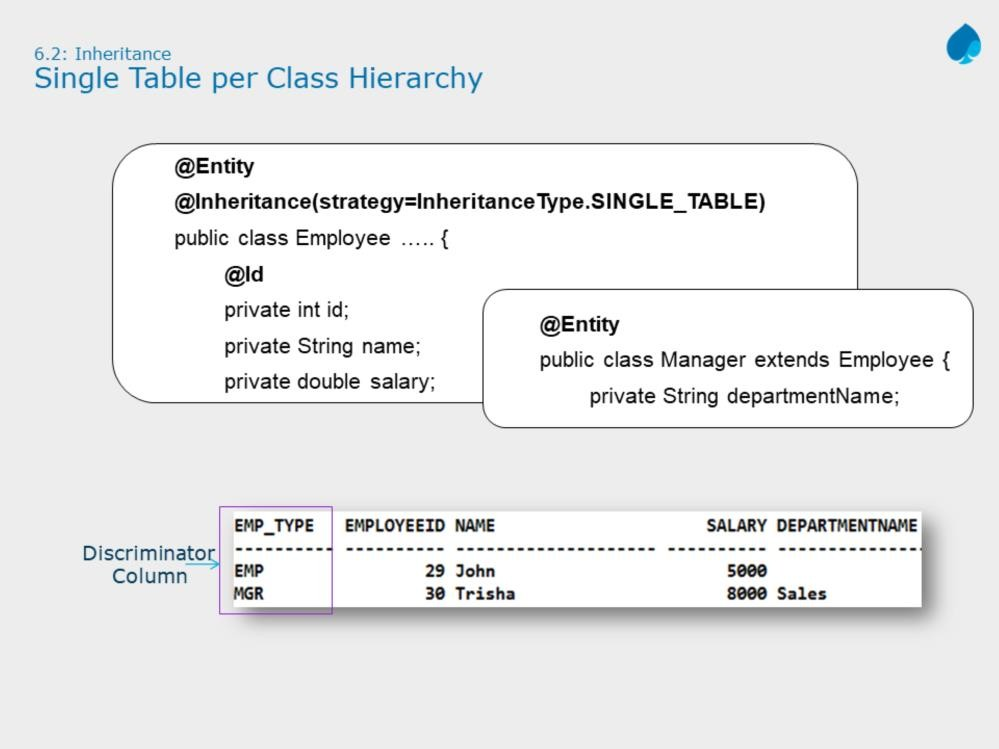 6.2: Inheritance
Single Table per Class Hierarchy
@Entity
@Inheritance(strategy=InheritanceType.SINGLE_TABLE)
public class Employee ….. {
@Id
private int id;
private String name;
private double salary;
@Entity
public class Manager extends Employee {
private String departmentName;
Discriminator
Column
EMP_TYPE EMPLOYEEID NAME SALARY DEPARTMENTNAME
---------- ---------- -------------------- ---------- ---------------
EMP 29 John 5000
MGR 30 Trisha 8000 Sales